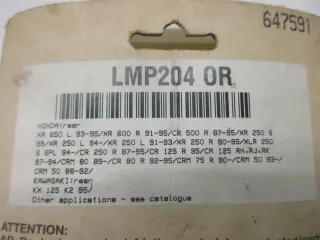 647591
LMP204 OR
HONDA:rear
XR 650 L 93-95/XR 600 R 91-95/CR 500 R 87-95/XR 250 S
95/XR 250 L 94-/XR 250 L 91-93/XR 250 R 90-95/XLR 250
S SPL 94-/CR 250 R 87-95/CR 125 R 95/CR 125 RH,RJ,RK
87-94/CRM 80 89-/CR 80 R 92-95/CRM 75 R 90-/CRM 50 93-/
CRM 50 88-92/
KAWASAKI:rear
KX 125 K2 95/
Other applications - see catalogue
ATTENTION: